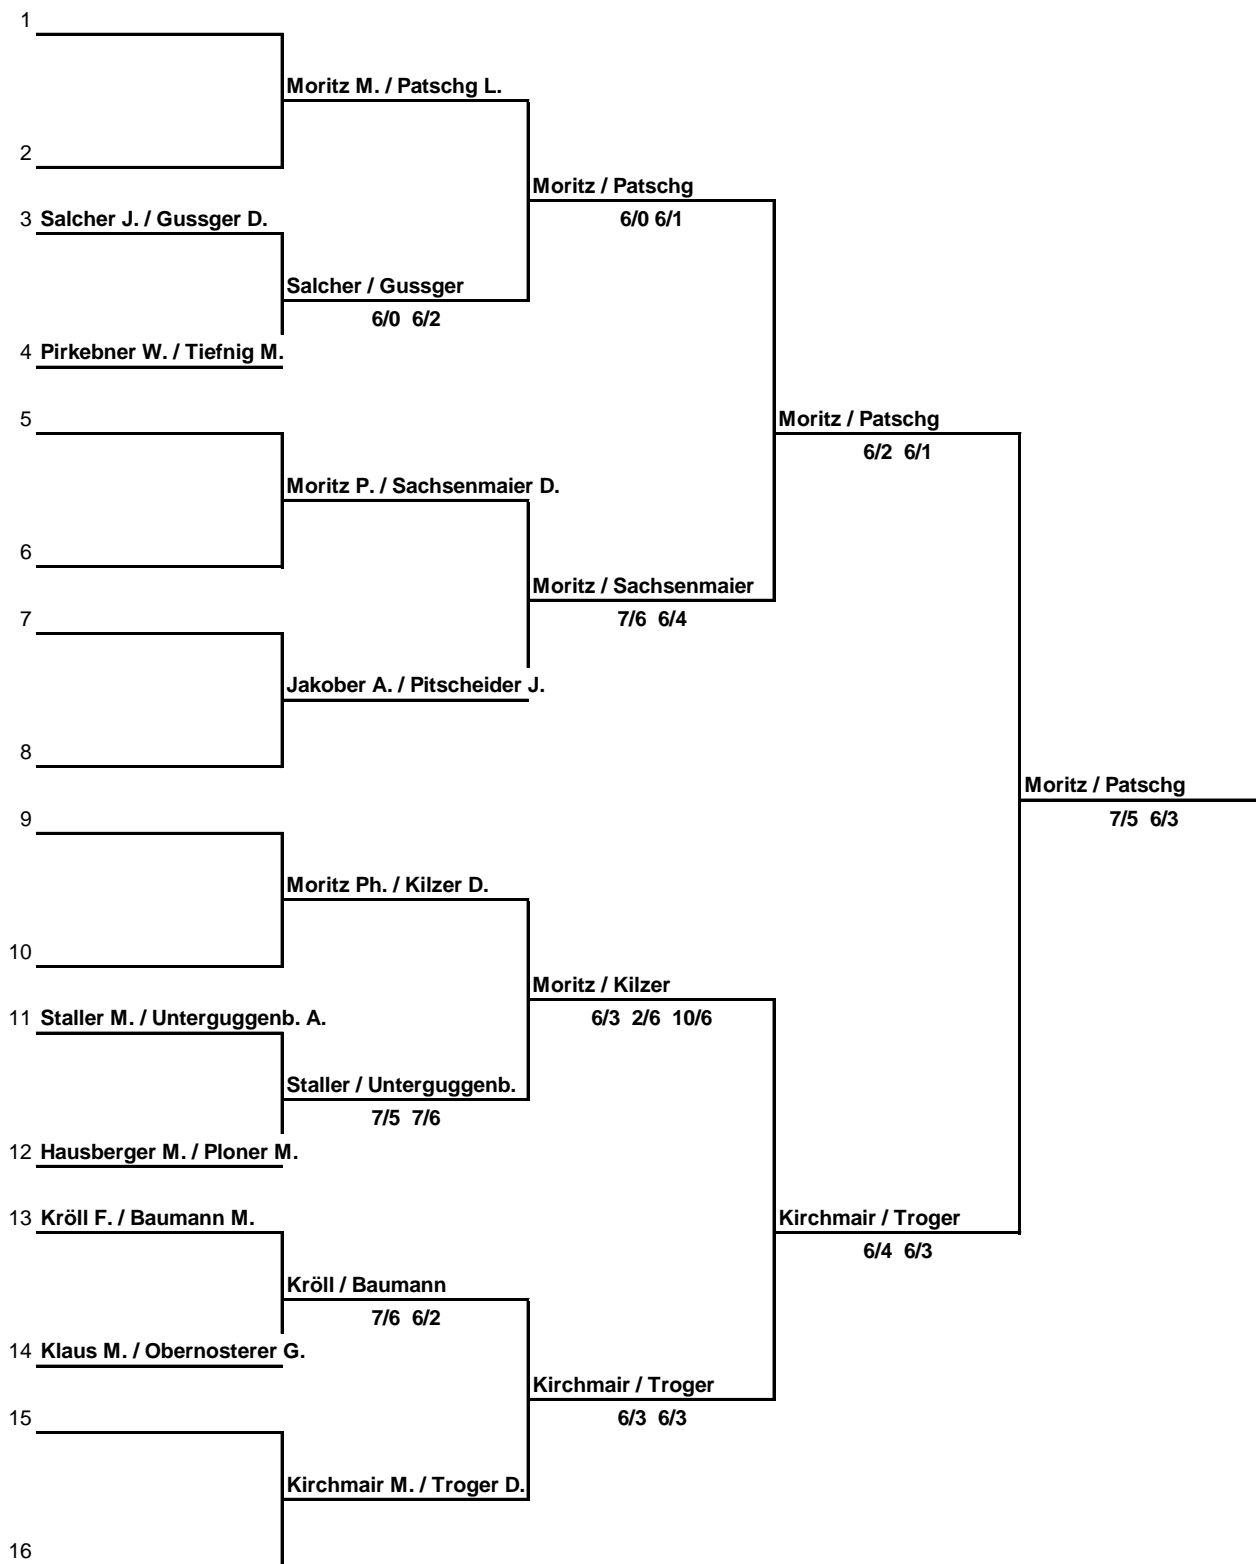 1
Moritz M. / Patschg L.
2
Moritz / Patschg
3 Salcher J. / Gussger D.
6/0 6/1
Salcher / Gussger
6/0 6/2
4 Pirkebner W. / Tiefnig M.
5
Moritz / Patschg
6/2 6/1
Moritz P. / Sachsenmaier D.
6
Moritz / Sachsenmaier
7
7/6 6/4
Jakober A. / Pitscheider J.
8
Moritz / Patschg
9
7/5 6/3
Moritz Ph. / Kilzer D.
10
Moritz / Kilzer
11 Staller M. / Unterguggenb. A.
6/3 2/6 10/6
Staller / Unterguggenb.
7/5 7/6
12 Hausberger M. / Ploner M.
13 Kröll F. / Baumann M.
Kirchmair / Troger
6/4 6/3
Kröll / Baumann
7/6 6/2
14 Klaus M. / Obernosterer G.
Kirchmair / Troger
15
6/3 6/3
Kirchmair M. / Troger D.
16